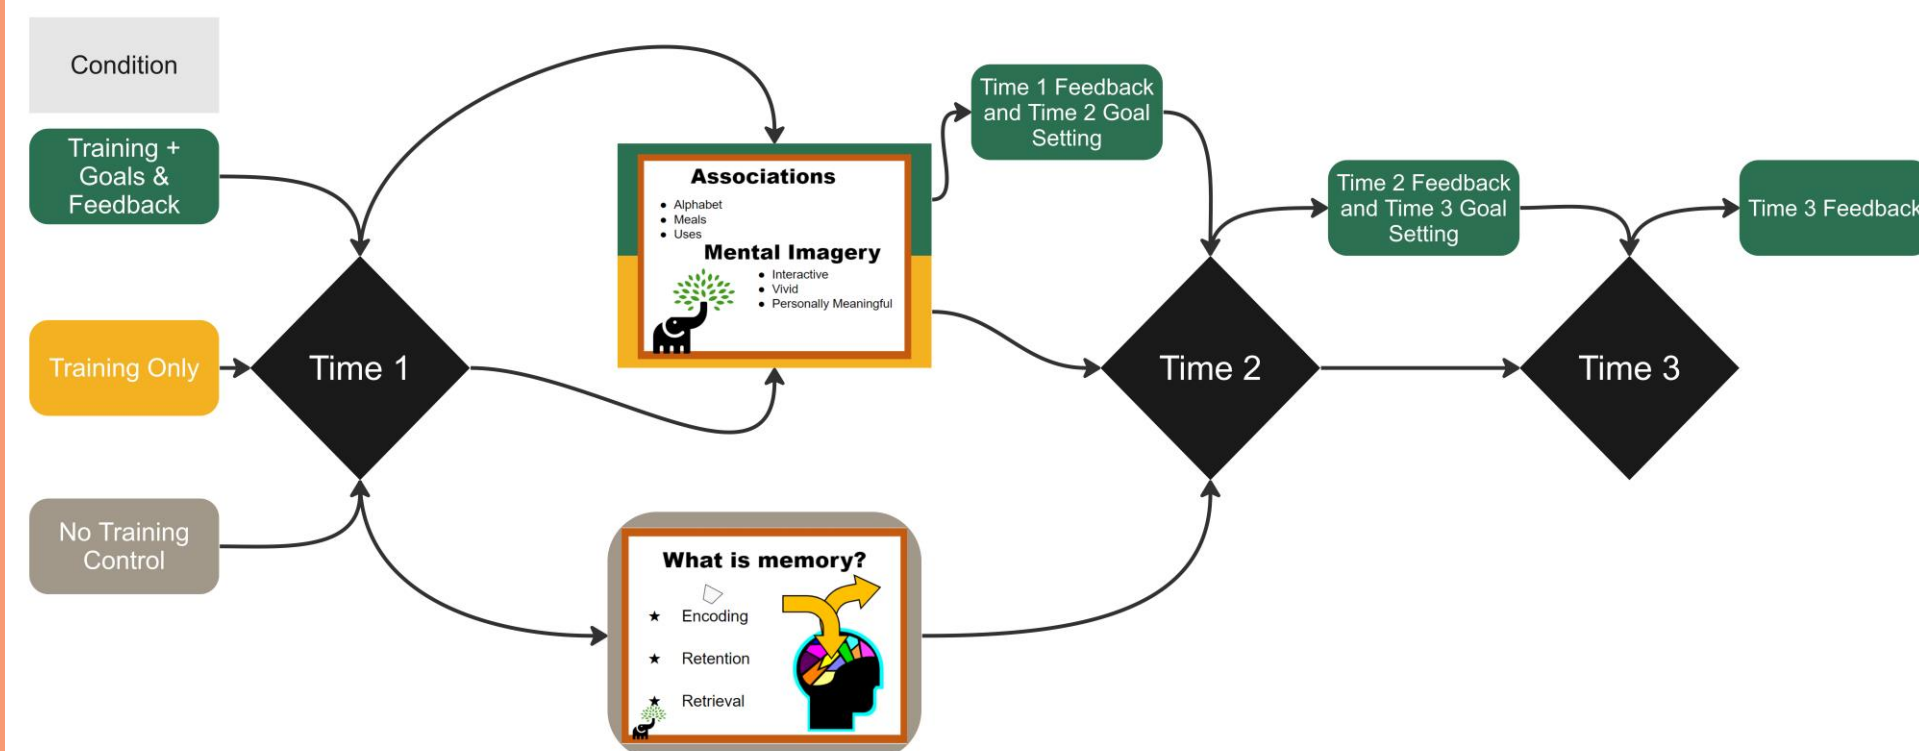 Condition
Training +
Goals &
Feedback
Training Only
No Training
Control
Time 1
Associations
Alphabet
Meals
Uses
Mental Imagery
Interactive
Vivid
Personally Meaningful
What is memory?
Encoding
Retention
Retrieval
Time 1 Feedback
and Time 2 Goal
Setting
Time 2
Time 2 Feedback
and Time 3 Goal
Setting
Time 3
Time 3 Feedback